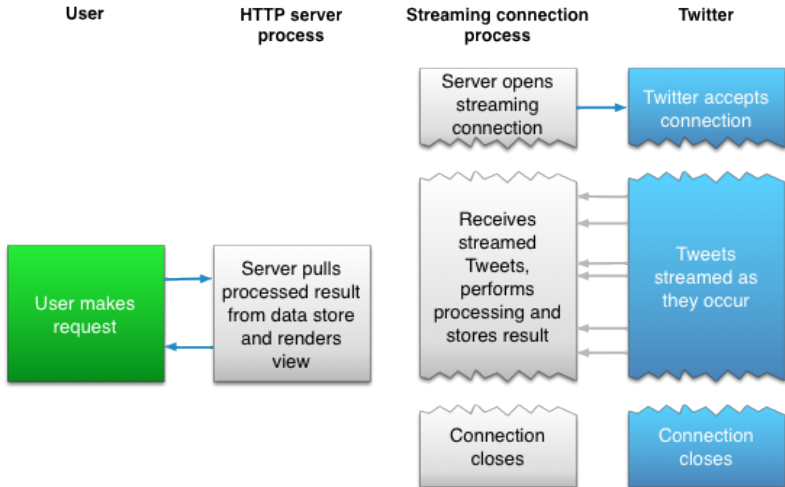 User
HTTP server
process
Streaming connection
process
Twitter
Server opens
streaming
connection
Twitter accepts
connection
User makes
request
Server pulls
processed result
from data store
and renders
view
Receives
streamed
Tweets,
performs
processing and
stores result
Tweets
streamed as
they occur
Connection
closes
Connection
closes